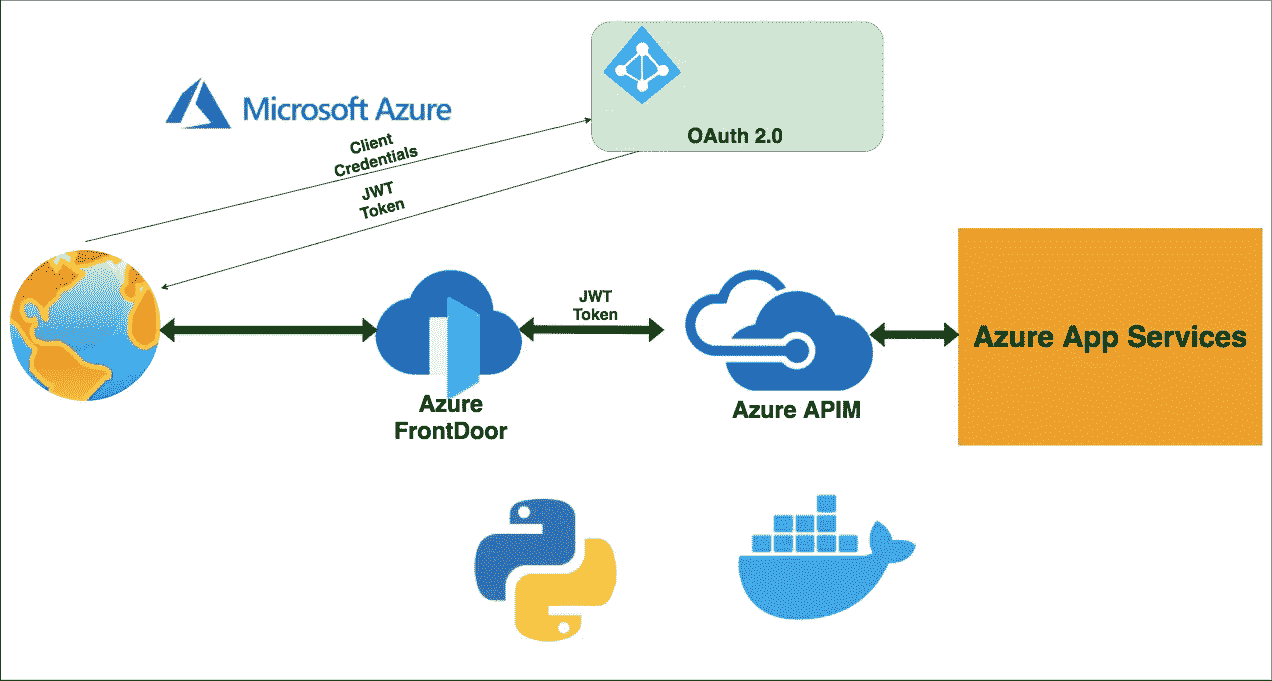 Microsoft Azure
OAuth 2.0
Client
Credentials
JWT
Token
JWT
Token
Azure
FrontDoor
Azure APIM
Azure App Services